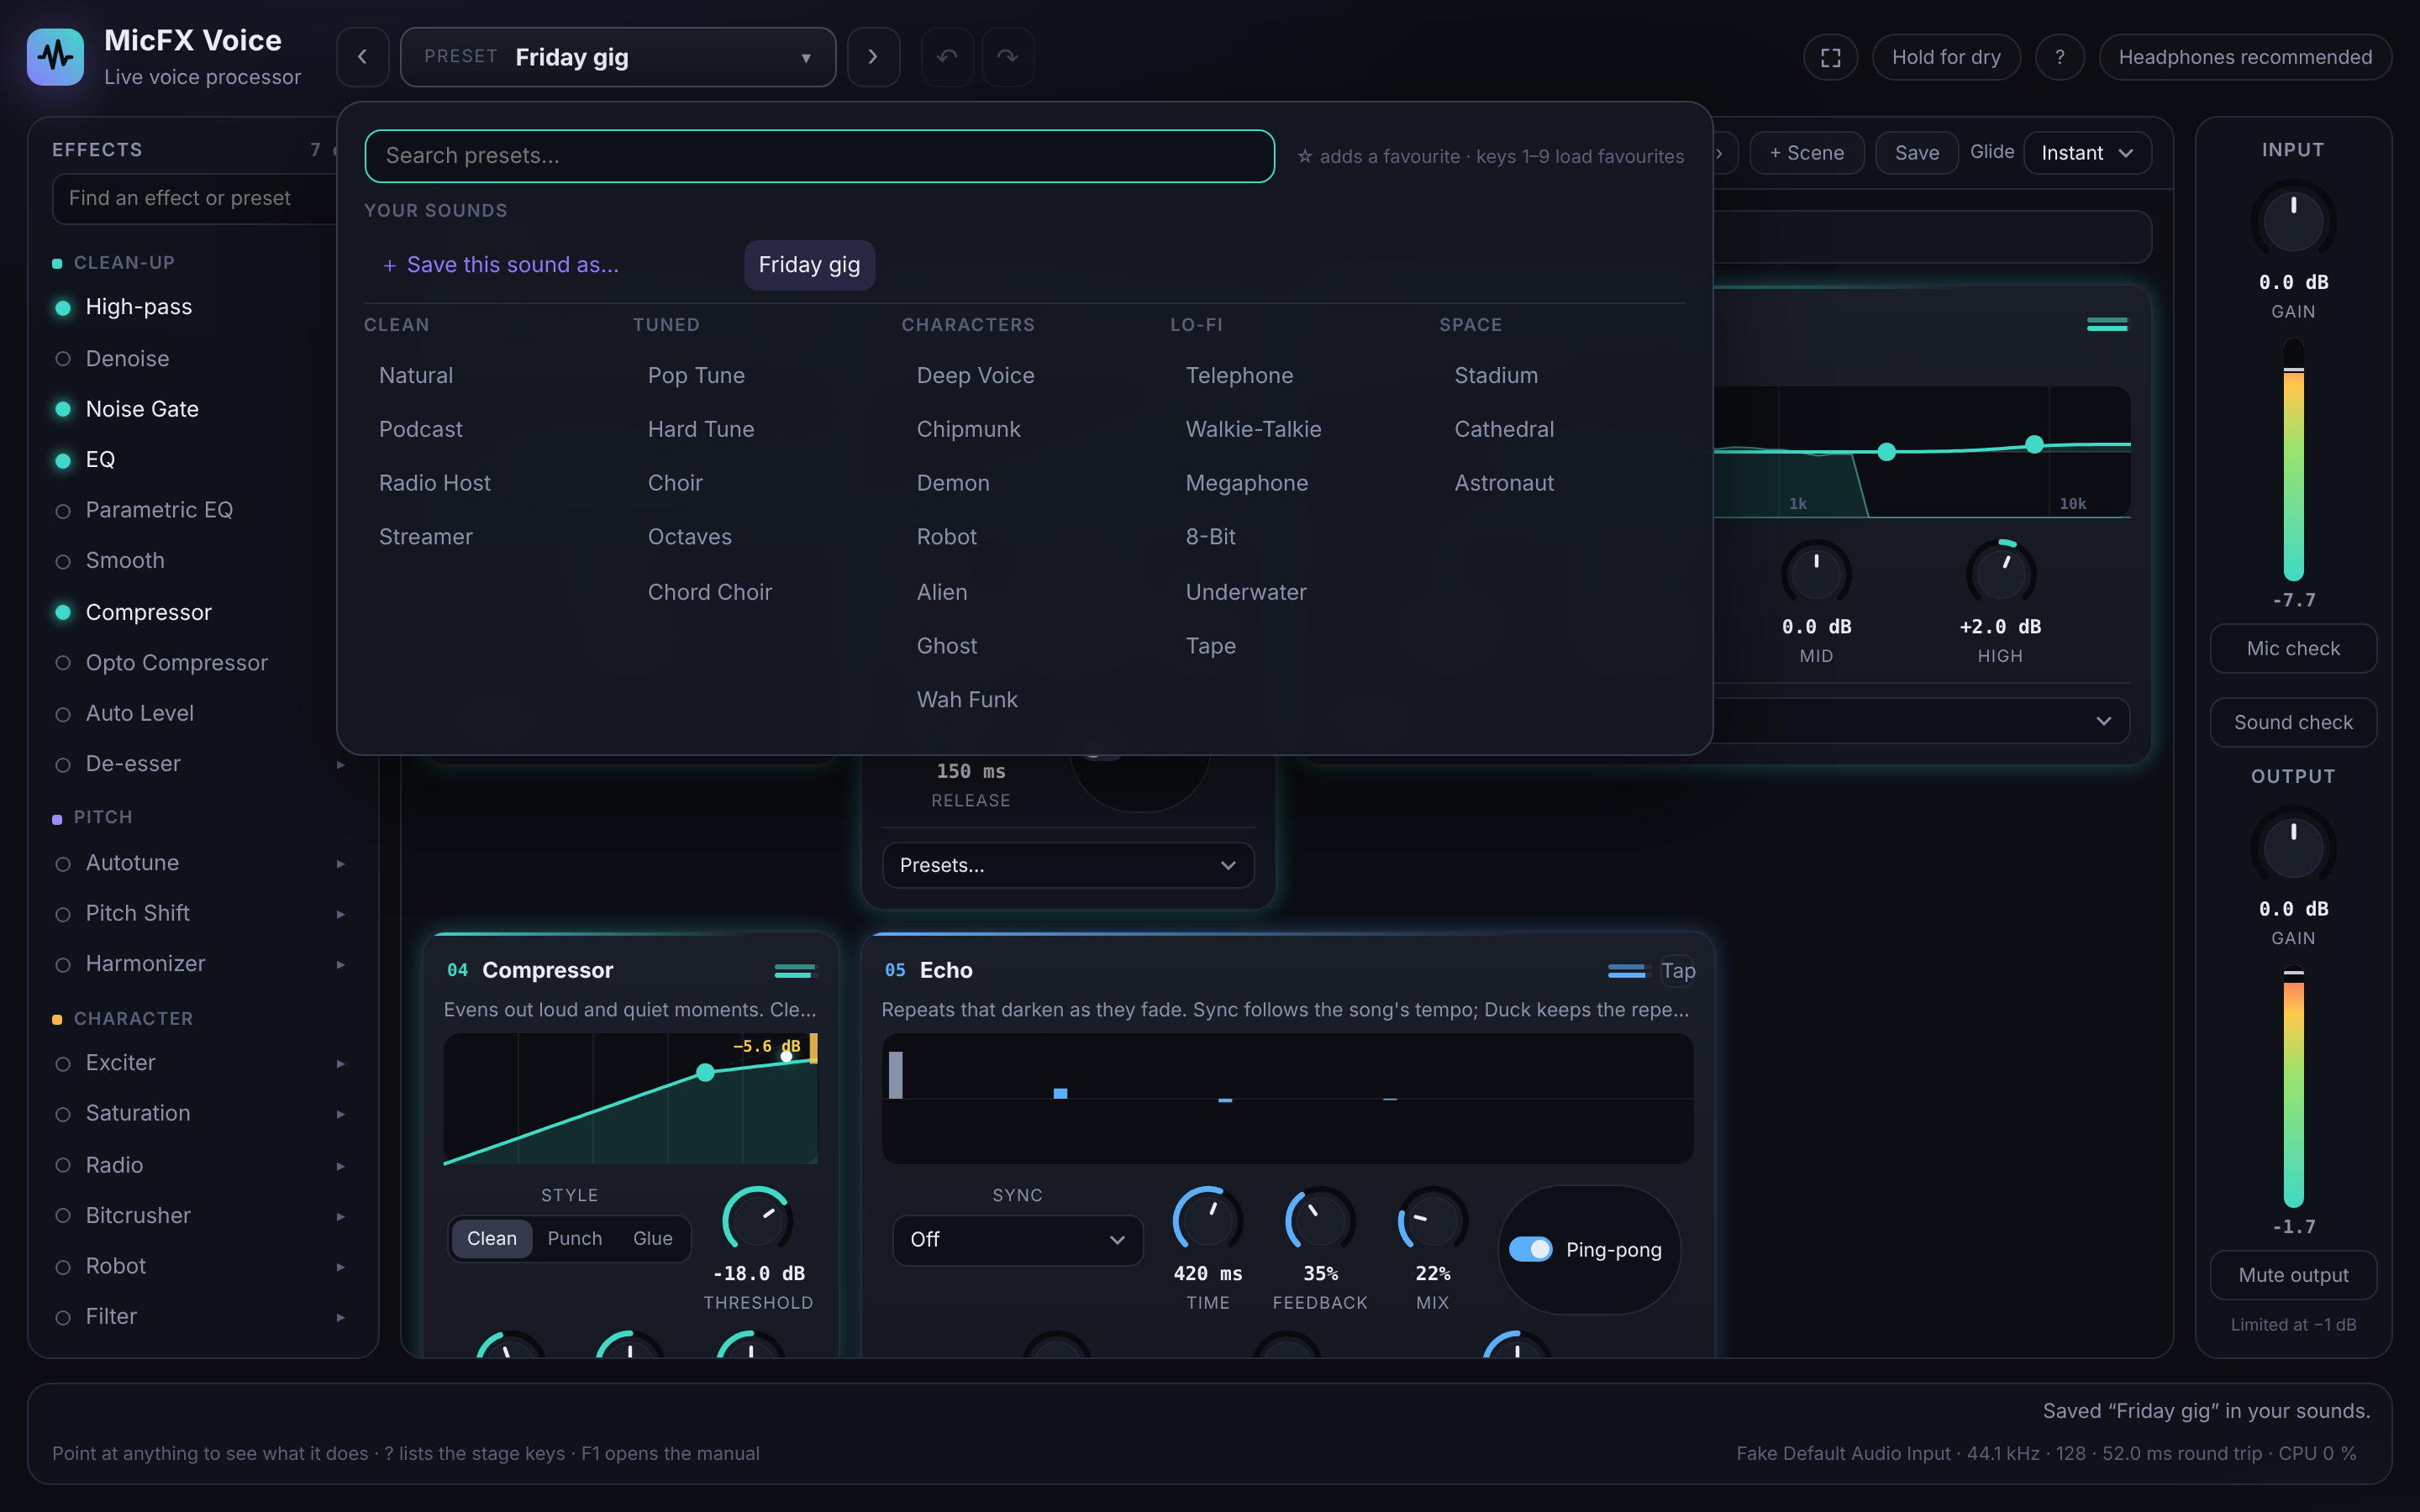 MicFX Voice
Live voice processor
PRESET Friday gig
Hold for dry
?
Headphones recommended
EFFECTS 7
Find an effect or preset
CLEAN-UP
High-pass
Denoise
Noise Gate
EQ
Parametric EQ
Smooth
Compressor
Opto Compressor
Auto Level
De-esser
PITCH
Autotune
Pitch Shift
Harmonizer
CHARACTER
Exciter
Saturation
Radio
Bitcrusher
Robot
Filter
Search presets...
☆ adds a favourite · keys 1–9 load favourites
YOUR SOUNDS
+ Save this sound as...
Friday gig
CLEAN
Natural
Podcast
Radio Host
Streamer
TUNED
Pop Tune
Hard Tune
Choir
Octaves
Chord Choir
CHARACTERS
Deep Voice
Chipmunk
Demon
Robot
Alien
Ghost
Wah Funk
LO-FI
Telephone
Walkie-Talkie
Megaphone
8-Bit
Underwater
Tape
SPACE
Stadium
Cathedral
Astronaut
+ Scene
Save
Glide
Instant
1k
10k
0.0 dB
MID
+2.0 dB
HIGH
150 ms
RELEASE
Presets...
04 Compressor
Evens out loud and quiet moments. Cle...
−5.6 dB
STYLE
Clean Punch Glue
-18.0 dB
THRESHOLD
05 Echo
Tap
Repeats that darken as they fade. Sync follows the song's tempo; Duck keeps the repe...
SYNC
Off
420 ms
TIME
35%
FEEDBACK
22%
MIX
Ping-pong
INPUT
0.0 dB
GAIN
-7.7
Mic check
Sound check
OUTPUT
0.0 dB
GAIN
-1.7
Mute output
Limited at −1 dB
Saved “Friday gig” in your sounds.
Point at anything to see what it does · ? lists the stage keys · F1 opens the manual
Fake Default Audio Input · 44.1 kHz · 128 · 52.0 ms round trip · CPU 0 %